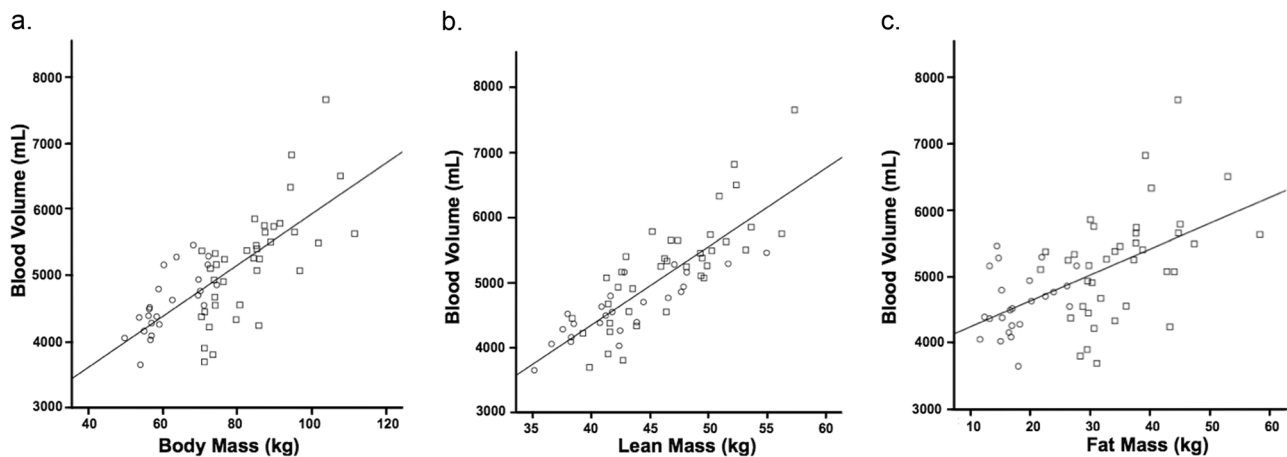 a.
Blood Volume (mL)
8000
7000
6000
5000
4000
3000
40 60 80 100 120
Body Mass (kg)
b.
Blood Volume (mL)
8000
7000
6000
5000
4000
3000
35 40 45 50 55 60
Lean Mass (kg)
c.
Blood Volume (mL)
8000
7000
6000
5000
4000
3000
10 20 30 40 50 60
Fat Mass (kg)